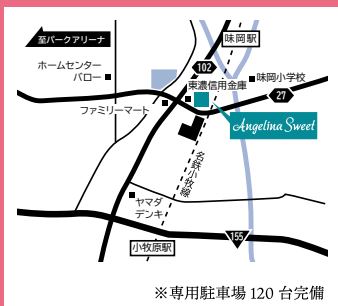 至パークアリーナ
味岡駅
ホームセンター
バロー
102
味岡小学校
東濃信用金庫
27
ファミリーマート
Angelina Sweet
名鉄小牧線
ヤマダ
デンキ
155
小牧原駅
※専用駐車場120台完備